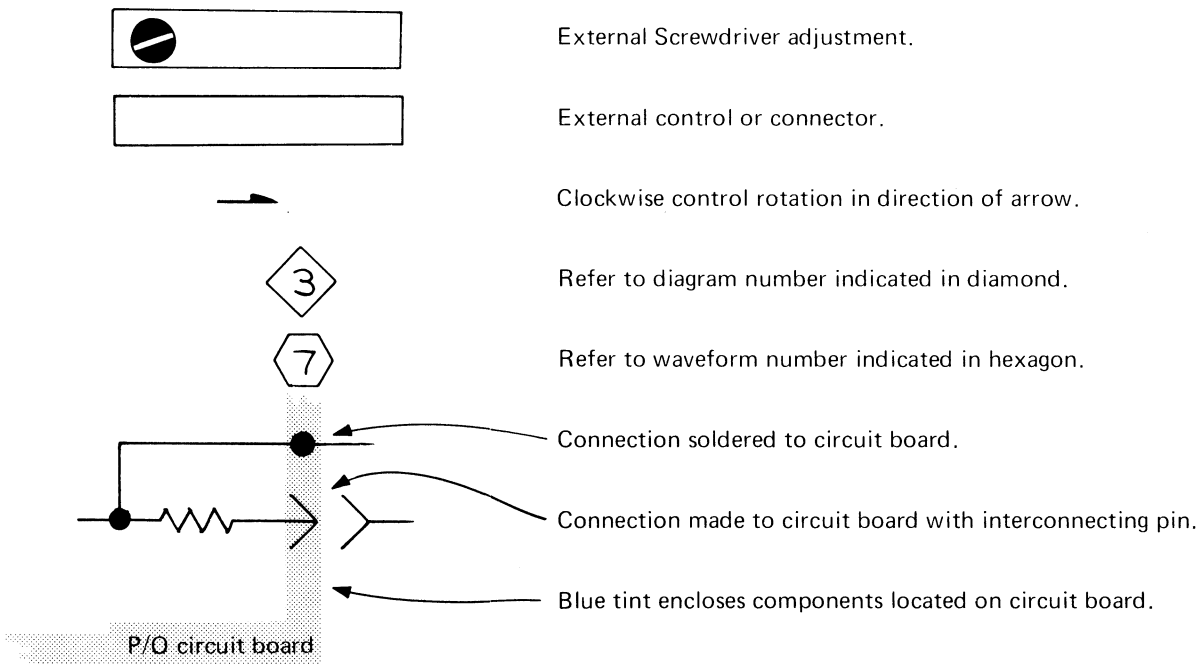 External Screwdriver adjustment.
External control or connector.
Clockwise control rotation in direction of arrow.
3
Refer to diagram number indicated in diamond.
7
Refer to waveform number indicated in hexagon.
Connection soldered to circuit board.
Connection made to circuit board with interconnecting pin.
Blue tint encloses components located on circuit board.
P/O circuit board